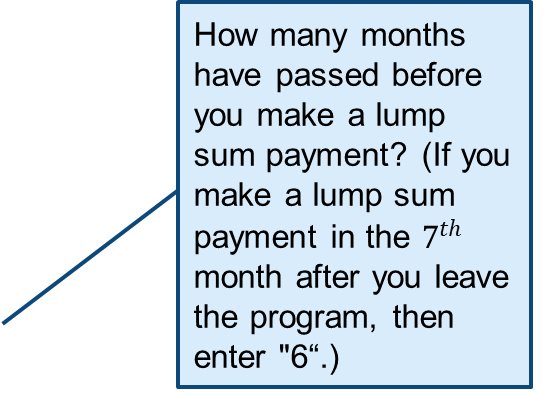 How many months
have passed before
you make a lump
sum payment? (If you
make a lump sum
payment in the 7th
month after you leave
the program, then
enter "6“.)